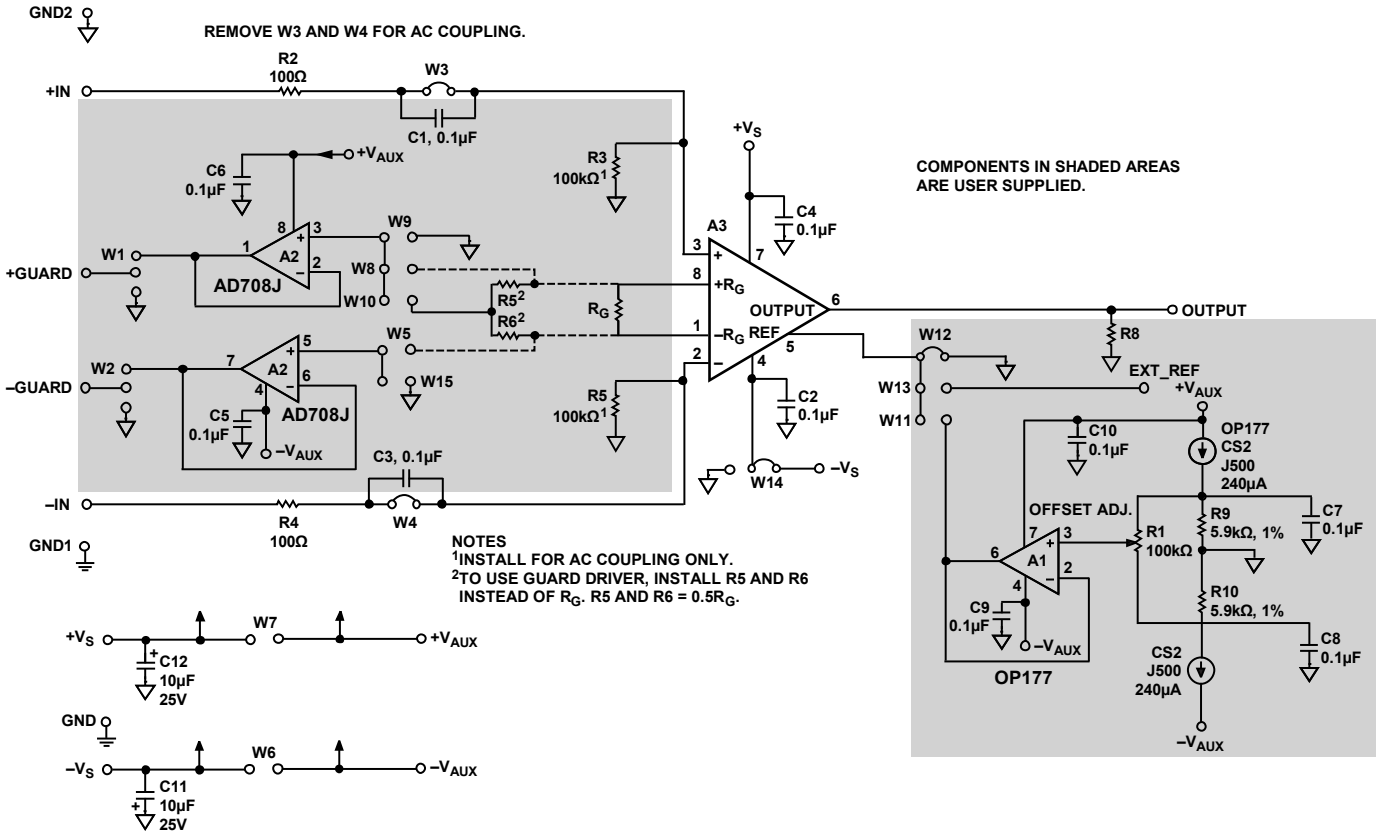 GND2
REMOVE W3 AND W4 FOR AC COUPLING.
R2
100Ω
W3
+IN
C1, 0.1µF
+VAUX
C6
0.1µF
R3
100kΩ1
+VS
COMPONENTS IN SHADED AREAS
ARE USER SUPPLIED.
C4
0.1µF
A3
7
3
+
8
+RG
OUTPUT
6
OUTPUT
1
–RG
REF
5
2
–
4
R8
W9
8
3
+
1
A2
2
–
W1
+GUARD
AD708J
W8
W10
R5²
R6²
RG
W5
5
+
7
A2
6
–
4
W2
–GUARD
AD708J
W15
C5
0.1µF
–VAUX
R5
100kΩ1
C2
0.1µF
W14
–VS
C3, 0.1µF
–IN
R4
100Ω
W4
GND1
NOTES
1INSTALL FOR AC COUPLING ONLY.
2TO USE GUARD DRIVER, INSTALL R5 AND R6
INSTEAD OF RG. R5 AND R6 = 0.5RG.
W12
W13
W11
EXT_REF
+VAUX
C10
0.1µF
OP177
CS2
J500
240µA
OFFSET ADJ.
R1
100kΩ
R9
5.9kΩ, 1%
C7
0.1µF
7
3
+
6
A1
2
–
4
R10
5.9kΩ, 1%
C9
0.1µF
–VAUX
OP177
C8
0.1µF
CS2
J500
240µA
–VAUX
+VS
W7
+VAUX
+
C12
10µF
25V
GND
–VS
W6
–VAUX
C11
+
10µF
25V